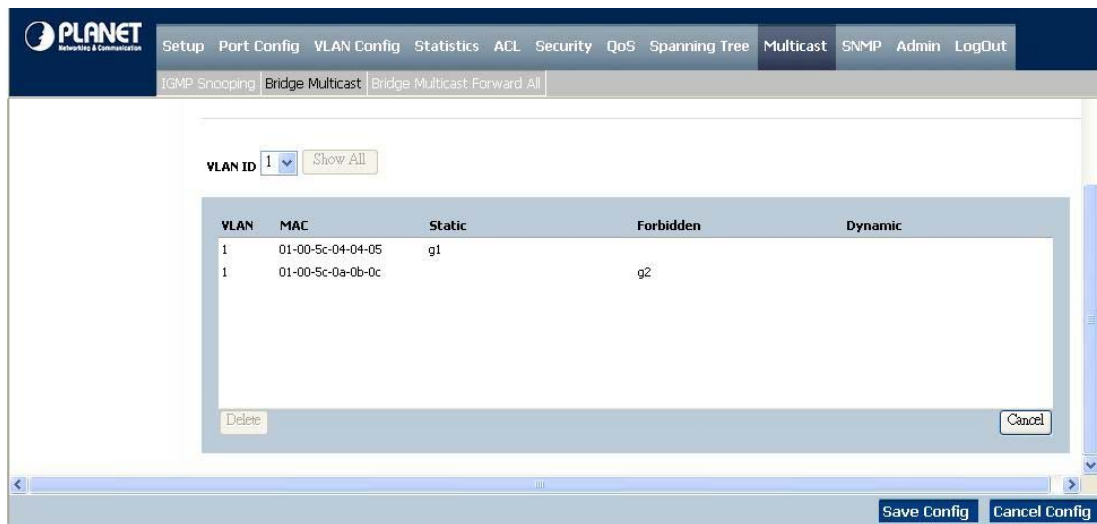 PLANET
Networking & Communication
Setup Port Config VLAN Config Statistics ACL Security QoS Spanning Tree Multicast SNMP Admin LogOut
IGMP Snooping Bridge Multicast Bridge Multicast Forward All
VLAN ID 1 Show All
VLAN MAC Static Forbidden Dynamic
1 01-00-5c-04-04-05 g1
1 01-00-5c-0a-0b-0c g2
Delete Cancel
Save Config Cancel Config